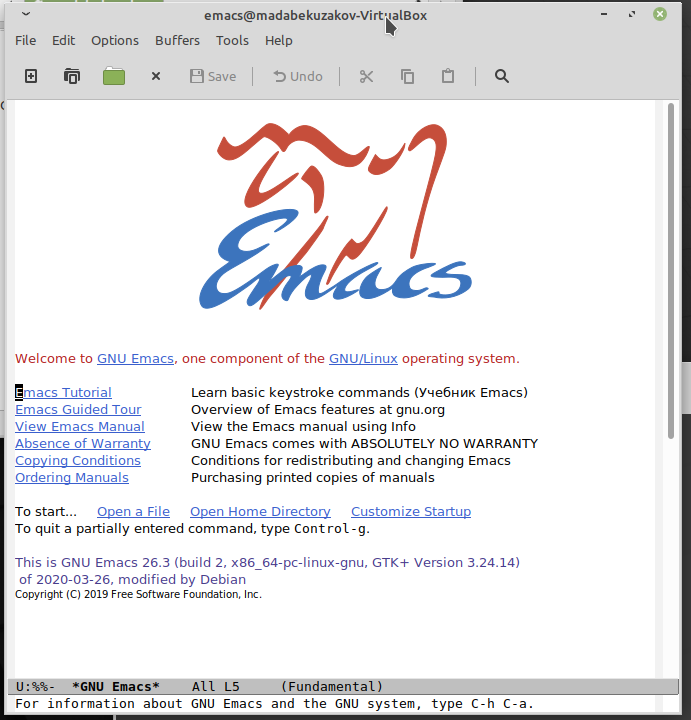 emacs@madabekuzakov-VirtualBox
File Edit Options Buffers Tools Help
Save Undo
Emacs
Welcome to GNU Emacs, one component of the GNU/Linux operating system.
Emacs Tutorial Learn basic keystroke commands (Учебник Emacs)
Emacs Guided Tour Overview of Emacs features at gnu.org
View Emacs Manual View the Emacs manual using Info
Absence of Warranty GNU Emacs comes with ABSOLUTELY NO WARRANTY
Copying Conditions Conditions for redistributing and changing Emacs
Ordering Manuals Purchasing printed copies of manuals
To start... Open a File Open Home Directory Customize Startup
To quit a partially entered command, type Control-g.
This is GNU Emacs 26.3 (build 2, x86_64-pc-linux-gnu, GTK+ Version 3.24.14)
of 2020-03-26, modified by Debian
Copyright (C) 2019 Free Software Foundation, Inc.
U:%%- *GNU Emacs* All L5 (Fundamental)
For information about GNU Emacs and the GNU system, type C-h C-a.